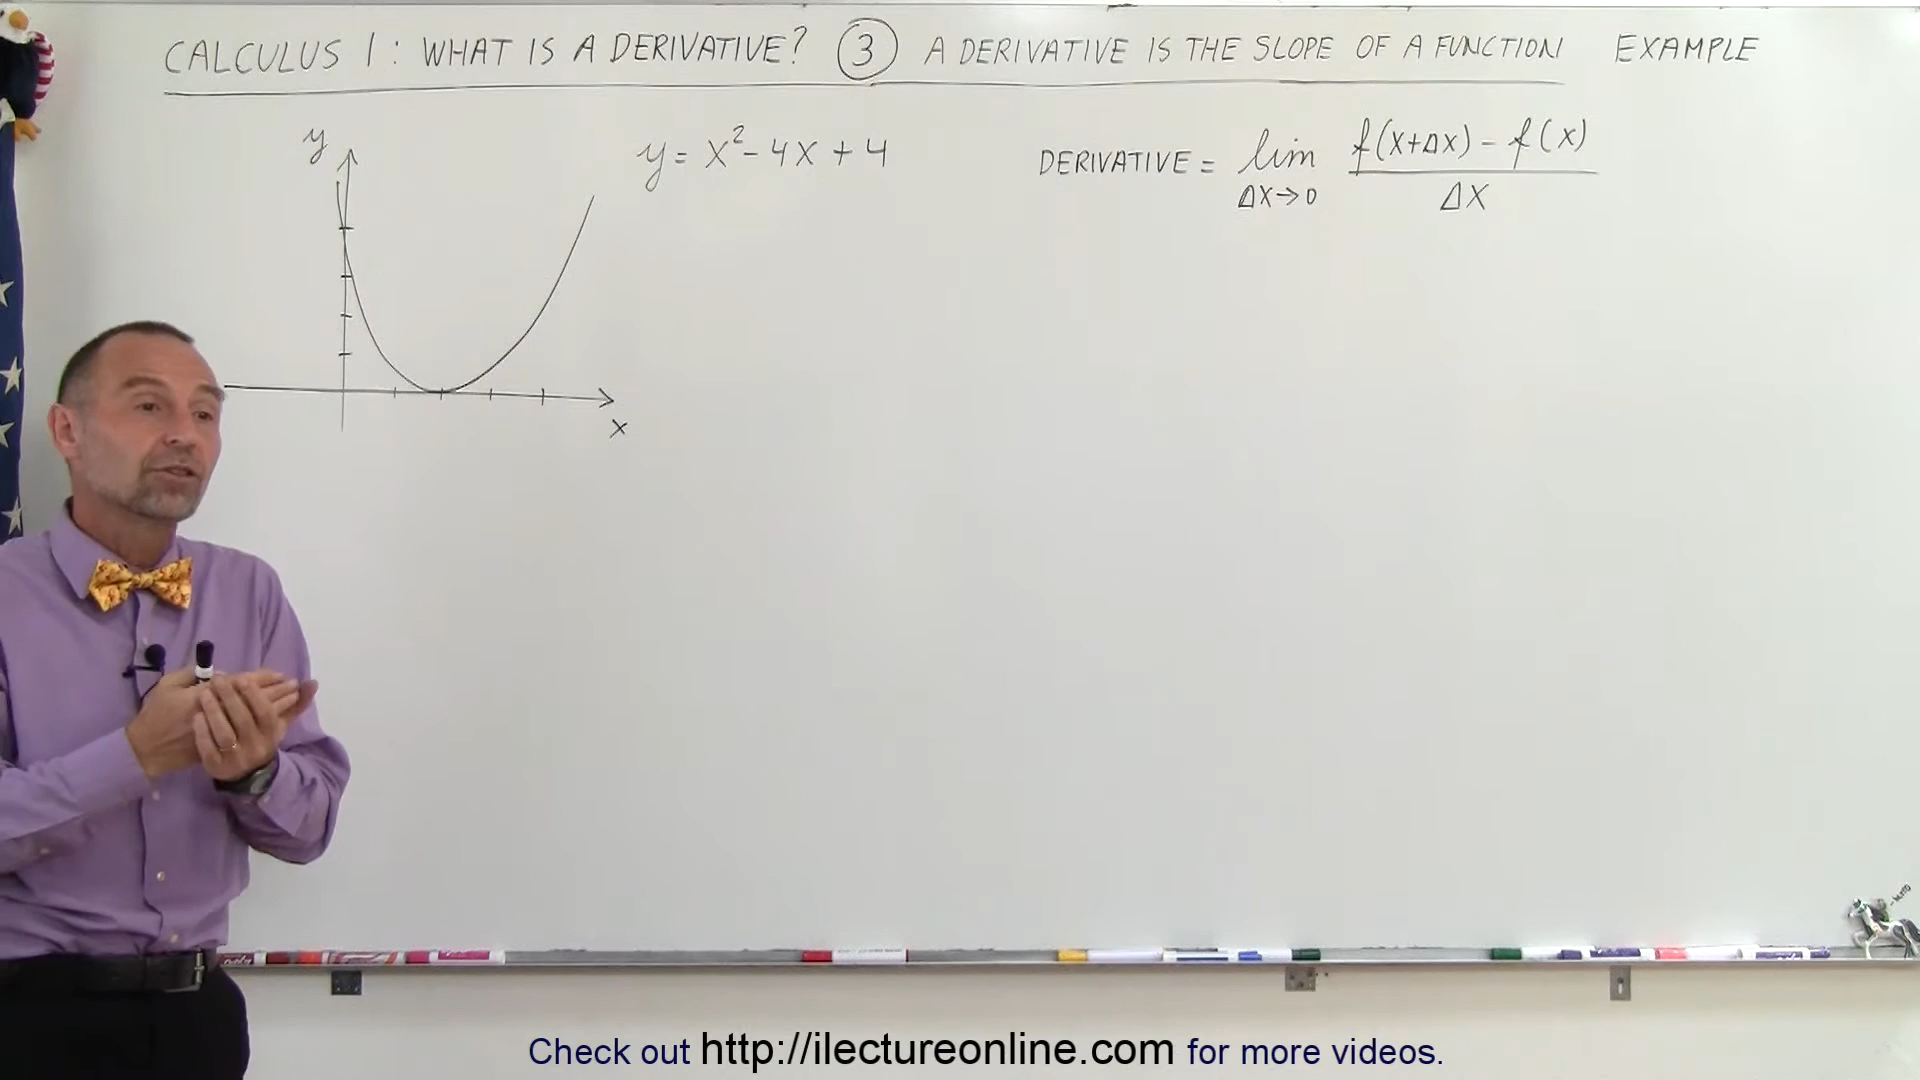 CALCULUS 1: WHAT IS A DERIVATIVE? ③ A DERIVATIVE IS THE SLOPE OF A FUNCTION EXAMPLE
y
y = x² - 4x + 4
DERIVATIVE = lim Δx→0 (f(x+Δx) - f(x)) / Δx
x
Check out http://ilectureonline.com for more videos.